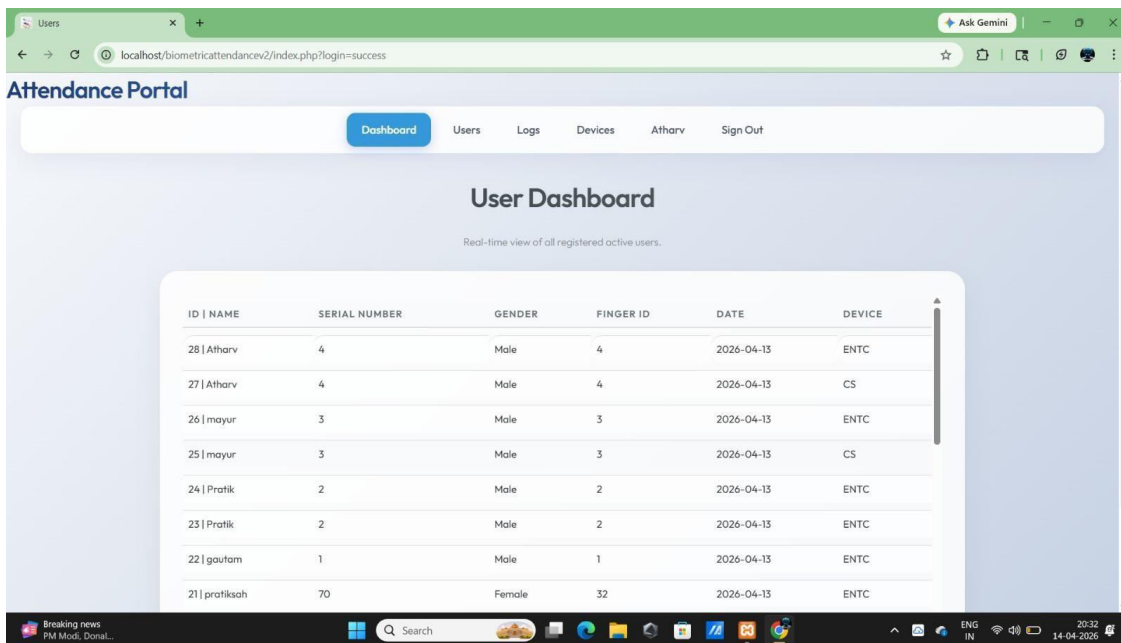 Users
Ask Gemini
localhost/biometricattendancev2/index.php?login=success
Attendance Portal
Dashboard Users Logs Devices Atharv Sign Out
User Dashboard
Real-time view of all registered active users.
ID | NAME SERIAL NUMBER GENDER FINGER ID DATE DEVICE
28 | Atharv 4 Male 4 2026-04-13 ENTC
27 | Atharv 4 Male 4 2026-04-13 CS
26 | mayur 3 Male 3 2026-04-13 ENTC
25 | mayur 3 Male 3 2026-04-13 CS
24 | Pratik 2 Male 2 2026-04-13 ENTC
23 | Pratik 2 Male 2 2026-04-13 ENTC
22 | gautam 1 Male 1 2026-04-13 ENTC
21 | pratiksah 70 Female 32 2026-04-13 ENTC
Breaking news
PM Modi, Donal...
Search
ENG
IN
20:32
14-04-2026